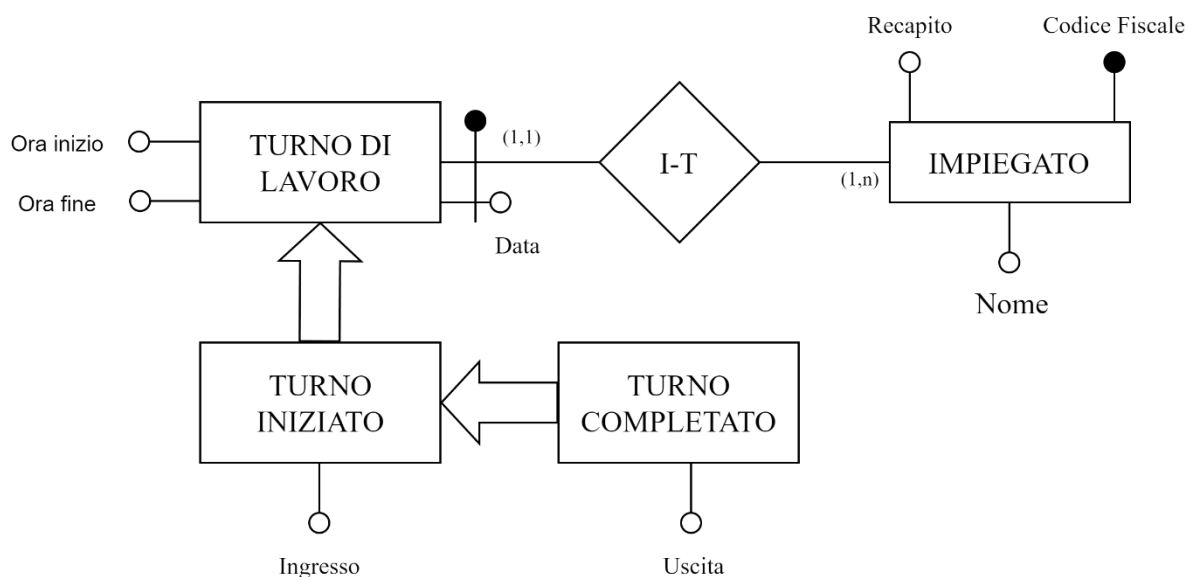 Recapito
Codice Fiscale
Ora inizio
Ora fine
TURNO DI
LAVORO
(1,1)
Data
I-T
(1,n)
IMPIEGATO
Nome
TURNO
INIZIATO
TURNO
COMPLETATO
Ingresso
Uscita